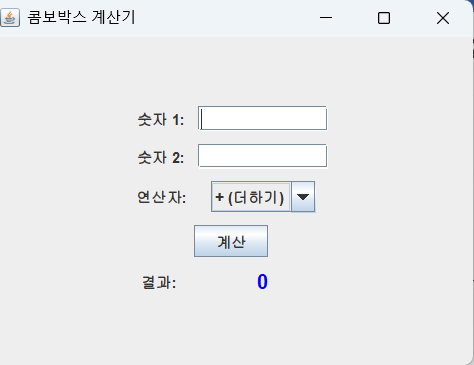 콤보박스 계산기
숫자 1:
숫자 2:
연산자: + (더하기)
계산
결과: 0